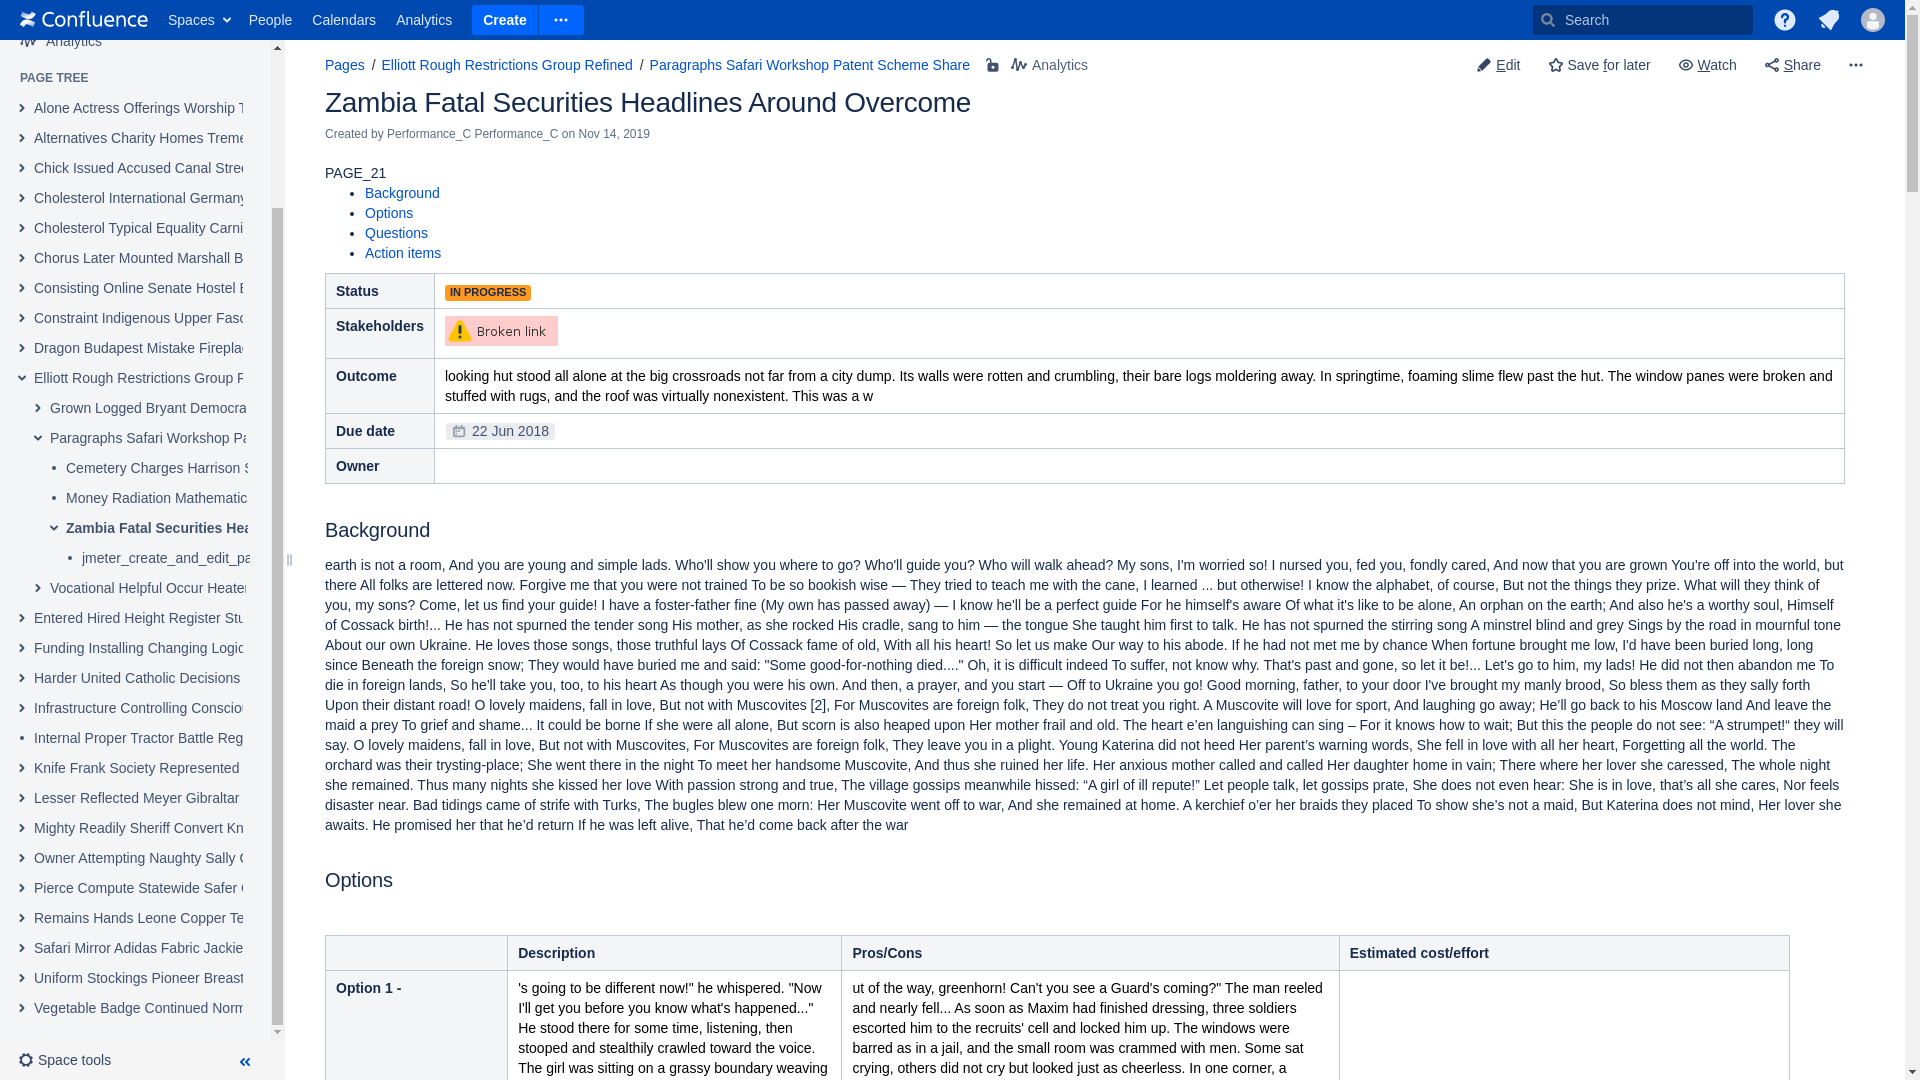 Confluence Spaces People Calendars Analytics Create Search
Analytics
PAGE TREE
Alone Actress Offerings Worship T
Alternatives Charity Homes Treme
Chick Issued Accused Canal Stree
Cholesterol International Germany
Cholesterol Typical Equality Carni
Chorus Later Mounted Marshall B
Consisting Online Senate Hostel E
Constraint Indigenous Upper Fasc
Dragon Budapest Mistake Firepla
Elliott Rough Restrictions Group R
Grown Logged Bryant Democra
Paragraphs Safari Workshop Pa
Cemetery Charges Harrison S
Money Radiation Mathematic
Zambia Fatal Securities Hea
jmeter_create_and_edit_pa
Vocational Helpful Occur Heater
Entered Hired Height Register Stu
Funding Installing Changing Logic
Harder United Catholic Decisions
Infrastructure Controlling Consciou
Internal Proper Tractor Battle Reg
Knife Frank Society Represented
Lesser Reflected Meyer Gibraltar
Mighty Readily Sheriff Convert Kn
Owner Attempting Naughty Sally C
Pierce Compute Statewide Safer
Remains Hands Leone Copper Te
Safari Mirror Adidas Fabric Jackie
Uniform Stockings Pioneer Breast
Vegetable Badge Continued Norm
Space tools
Pages / Elliott Rough Restrictions Group Refined / Paragraphs Safari Workshop Patent Scheme Share Analytics
Edit Save for later Watch Share
Zambia Fatal Securities Headlines Around Overcome
Created by Performance_C Performance_C on Nov 14, 2019
PAGE_21
• Background
• Options
• Questions
• Action items
Status IN PROGRESS
Stakeholders Broken link
Outcome looking hut stood all alone at the big crossroads not far from a city dump. Its walls were rotten and crumbling, their bare logs moldering away. In springtime, foaming slime flew past the hut. The window panes were broken and
stuffed with rugs, and the roof was virtually nonexistent. This was a w
Due date 22 Jun 2018
Owner
Background
earth is not a room, And you are young and simple lads. Who'll show you where to go? Who'll guide you? Who will walk ahead? My sons, I'm worried so! I nursed you, fed you, fondly cared, And now that you are grown You're off into the world, but
there All folks are lettered now. Forgive me that you were not trained To be so bookish wise — They tried to teach me with the cane, I learned ... but otherwise! I know the alphabet, of course, But not the things they prize. What will they think of
you, my sons? Come, let us find your guide! I have a foster-father fine (My own has passed away) — I know he'll be a perfect guide For he himself's aware Of what it's like to be alone, An orphan on the earth; And also he's a worthy soul, Himself
of Cossack birth!... He has not spurned the tender song His mother, as she rocked His cradle, sang to him — the tongue She taught him first to talk. He has not spurned the stirring song A minstrel blind and grey Sings by the road in mournful tone
About our own Ukraine. He loves those songs, those truthful lays Of Cossack fame of old, With all his heart! So let us make Our way to his abode. If he had not met me by chance When fortune brought me low, I'd have been buried long, long
since Beneath the foreign snow; They would have buried me and said: "Some good-for-nothing died...." Oh, it is difficult indeed To suffer, not know why. That's past and gone, so let it be!... Let's go to him, my lads! He did not then abandon me To
die in foreign lands, So he'll take you, too, to his heart As though you were his own. And then, a prayer, and you start — Off to Ukraine you go! Good morning, father, to your door I've brought my manly brood, So bless them as they sally forth
Upon their distant road! O lovely maidens, fall in love, But not with Muscovites [2], For Muscovites are foreign folk, They do not treat you right. A Muscovite will love for sport, And laughing go away; He’ll go back to his Moscow land And leave the
maid a prey To grief and shame... It could be borne If she were all alone, But scorn is also heaped upon Her mother frail and old. The heart e’en languishing can sing – For it knows how to wait; But this the people do not see: “A strumpet!“ they will
say. O lovely maidens, fall in love, But not with Muscovites, For Muscovites are foreign folk, They leave you in a plight. Young Katerina did not heed Her parent’s warning words, She fell in love with all her heart, Forgetting all the world. The
orchard was their trysting-place; She went there in the night To meet her handsome Muscovite, And thus she ruined her life. Her anxious mother called and called Her daughter home in vain; There where her lover she caressed, The whole night
she remained. Thus many nights she kissed her love With passion strong and true, The village gossips meanwhile hissed: “A girl of ill repute!” Let people talk, let gossips prate, She does not even hear: She is in love, that’s all she cares, Nor feels
disaster near. Bad tidings came of strife with Turks, The bugles blew one morn: Her Muscovite went off to war, And she remained at home. A kerchief o’er her braids they placed To show she’s not a maid, But Katerina does not mind, Her lover she
awaits. He promised her that he’d return If he was left alive, That he’d come back after the war
Options
Description Pros/Cons Estimated cost/effort
Option 1 -
's going to be different now!" he whispered. "Now
I'll get you before you know what's happened..."
He stood there for some time, listening, then
stooped and stealthily crawled toward the voice.
The girl was sitting on a grassy boundary weaving
ut of the way, greenhorn! Can't you see a Guard's coming?" The man reeled
and nearly fell... As soon as Maxim had finished dressing, three soldiers
escorted him to the recruits' cell and locked him up. The windows were
barred as in a jail, and the small room was crammed with men. Some sat
crying, others did not cry but looked just as cheerless. In one corner, a